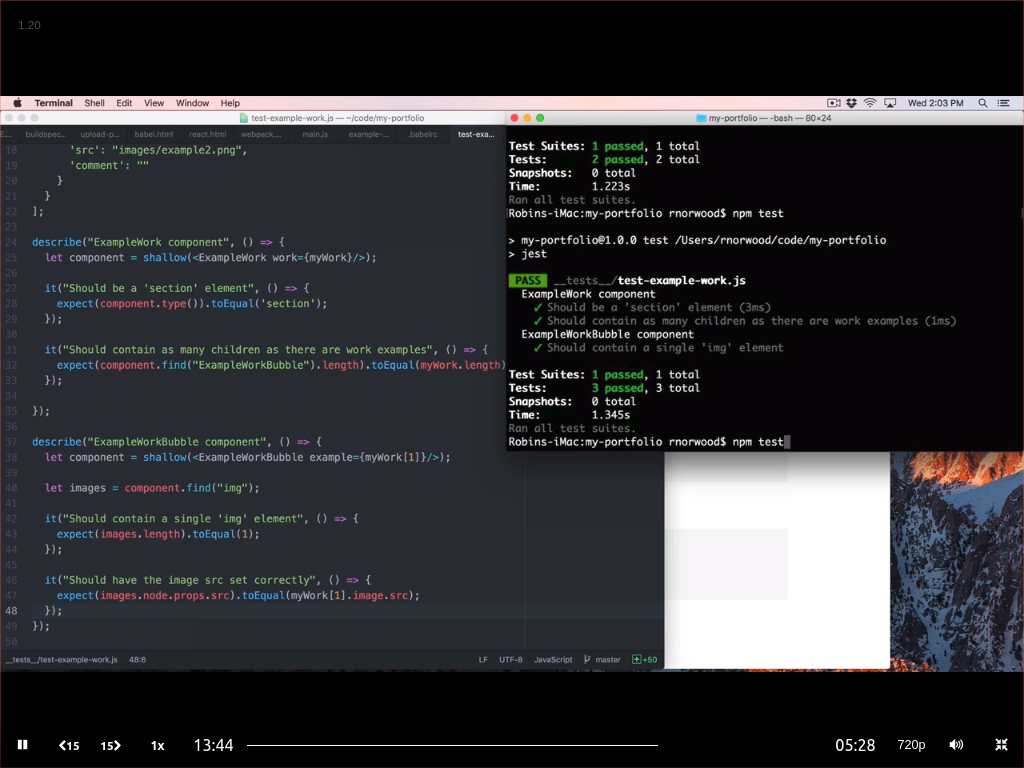 1.20
Terminal Shell Edit View Window Help
Wed 2:03 PM
test-example-work.js — ~/code/my-portfolio
E... buildspec... upload-p... babel.html react.html webpack.... main.js example-... .babelrc test-exa...
18 'src': "images/example2.png",
19 'comment': ""
20 }
21 }
22 ];
23
24 describe("ExampleWork component", () => {
25 let component = shallow(<ExampleWork work={myWork}/>);
26
27 it("Should be a 'section' element", () => {
28 expect(component.type()).toEqual('section');
29 });
30
31 it("Should contain as many children as there are work examples", () => {
32 expect(component.find("ExampleWorkBubble").length).toEqual(myWork.length)
33 });
34
35 });
36
37 describe("ExampleWorkBubble component", () => {
38 let component = shallow(<ExampleWorkBubble example={myWork[1]}/>);
39
40 let images = component.find("img");
41
42 it("Should contain a single 'img' element", () => {
43 expect(images.length).toEqual(1);
44 });
45
46 it("Should have the image src set correctly", () => {
47 expect(images.node.props.src).toEqual(myWork[1].image.src);
48 });
49 });
50
__tests__/test-example-work.js 48:6 LF UTF-8 JavaScript master +50
my-portfolio — -bash — 80×24
Test Suites: 1 passed, 1 total
Tests: 2 passed, 2 total
Snapshots: 0 total
Time: 1.223s
Ran all test suites.
Robins-iMac:my-portfolio rnorwood$ npm test
> my-portfolio@1.0.0 test /Users/rnorwood/code/my-portfolio
> jest
PASS __tests__/test-example-work.js
ExampleWork component
✓ Should be a 'section' element (3ms)
✓ Should contain as many children as there are work examples (1ms)
ExampleWorkBubble component
✓ Should contain a single 'img' element
Test Suites: 1 passed, 1 total
Tests: 3 passed, 3 total
Snapshots: 0 total
Time: 1.345s
Ran all test suites.
Robins-iMac:my-portfolio rnorwood$ npm test
15 15 1x 13:44 05:28 720p